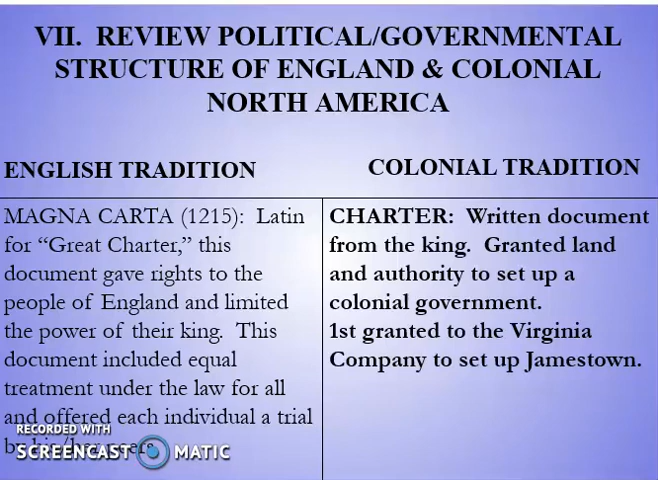 VII. REVIEW POLITICAL/GOVERNMENTAL
STRUCTURE OF ENGLAND & COLONIAL
NORTH AMERICA
ENGLISH TRADITION
MAGNA CARTA (1215): Latin
for “Great Charter,” this
document gave rights to the
people of England and limited
the power of their king. This
document included equal
treatment under the law for all
and offered each individual a trial
by his/her peers.
COLONIAL TRADITION
CHARTER: Written document
from the king. Granted land
and authority to set up a
colonial government.
1st granted to the Virginia
Company to set up Jamestown.
RECORDED WITH
SCREENCAST MATIC